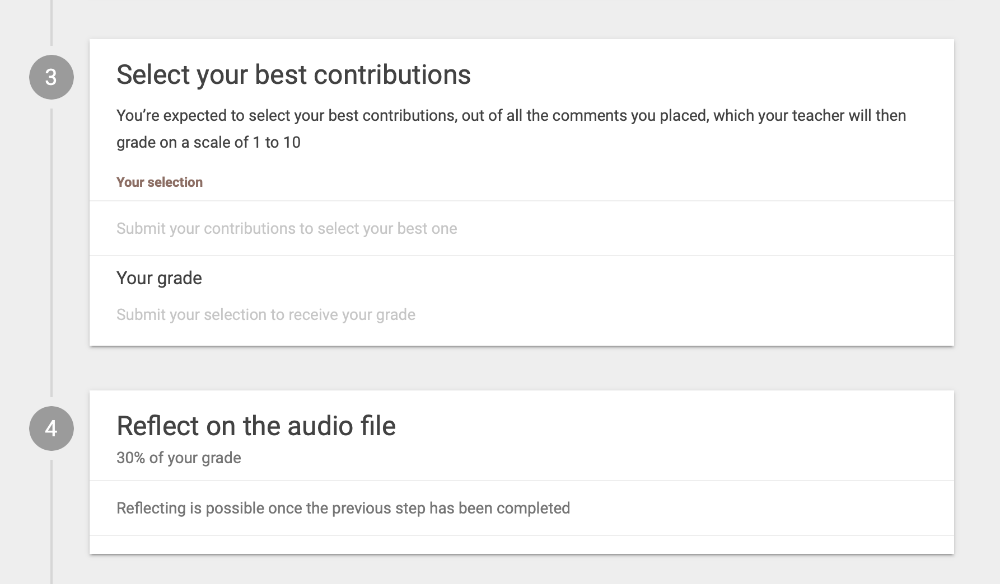 3
Select your best contributions
You’re expected to select your best contributions, out of all the comments you placed, which your teacher will then
grade on a scale of 1 to 10
Your selection
Submit your contributions to select your best one
Your grade
Submit your selection to receive your grade
4
Reflect on the audio file
30% of your grade
Reflecting is possible once the previous step has been completed